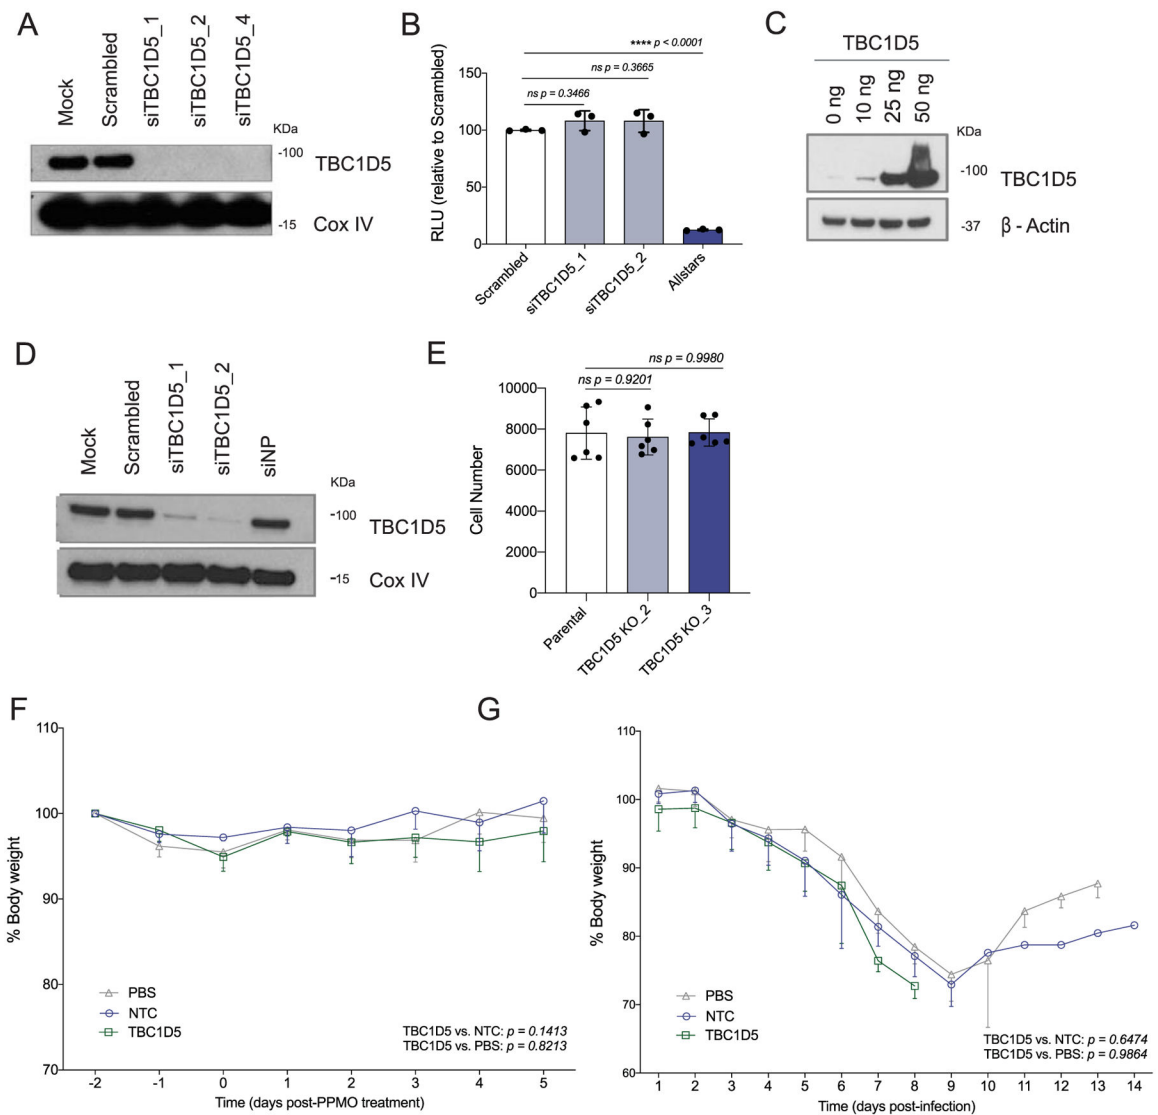 A
Mock
Scrambled
siTBC1D5_1
siTBC1D5_2
siTBC1D5_4
KDa
-100
TBC1D5
-15
Cox IV
B
RLU (relative to Scrambled)
150
100
50
0
**** p < 0.0001
ns p = 0.3665
ns p = 0.3466
Scrambled
siTBC1D5_1
siTBC1D5_2
Allstars
C
TBC1D5
0 ng
10 ng
25 ng
50 ng
KDa
-100
TBC1D5
-37
β - Actin
D
Mock
Scrambled
siTBC1D5_1
siTBC1D5_2
siNP
KDa
-100
TBC1D5
-15
Cox IV
E
Cell Number
10000
8000
6000
4000
2000
0
ns p = 0.9980
ns p = 0.9201
Parental
TBC1D5 KO_2
TBC1D5 KO_3
F
% Body weight
110
100
90
80
70
PBS
NTC
TBC1D5
TBC1D5 vs. NTC: p = 0.1413
TBC1D5 vs. PBS: p = 0.8213
-2 -1 0 1 2 3 4 5
Time (days post-PPMO treatment)
G
% Body weight
110
100
90
80
70
60
PBS
NTC
TBC1D5
TBC1D5 vs. NTC: p = 0.6474
TBC1D5 vs. PBS: p = 0.9864
1 2 3 4 5 6 7 8 9 10 11 12 13 14
Time (days post-infection)